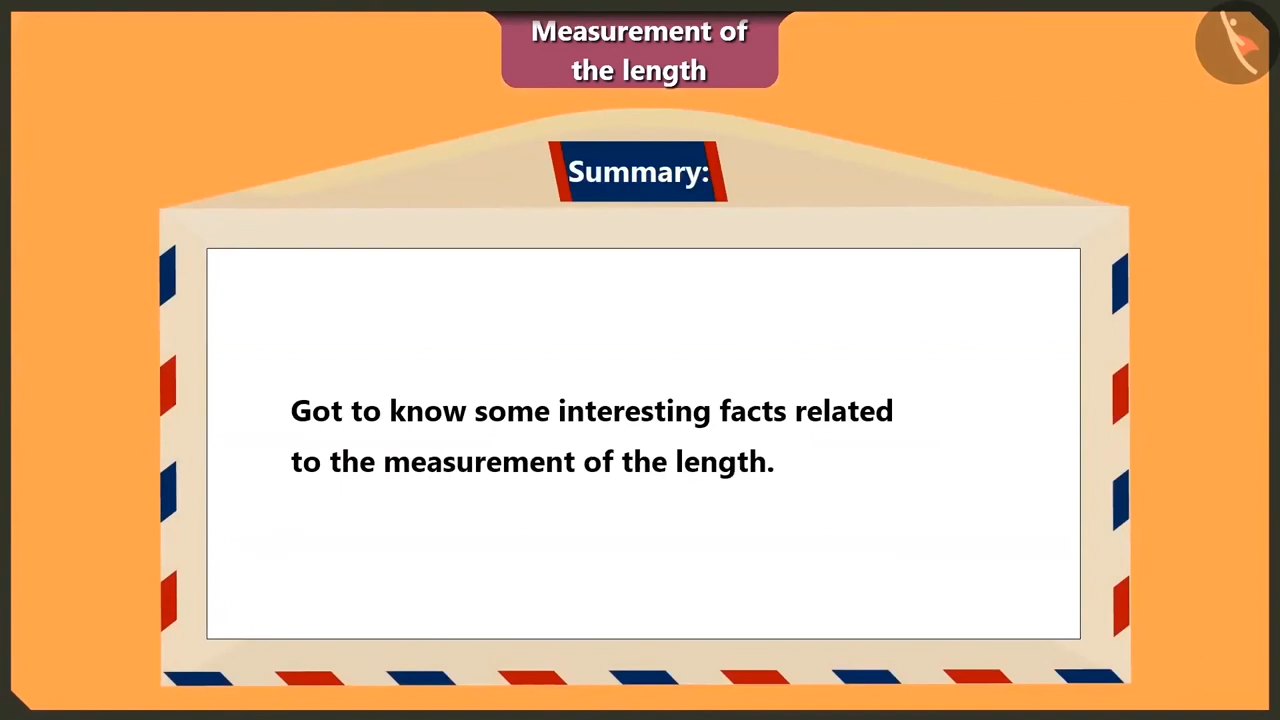 Measurement of
the length
Summary:
Got to know some interesting facts related
to the measurement of the length.